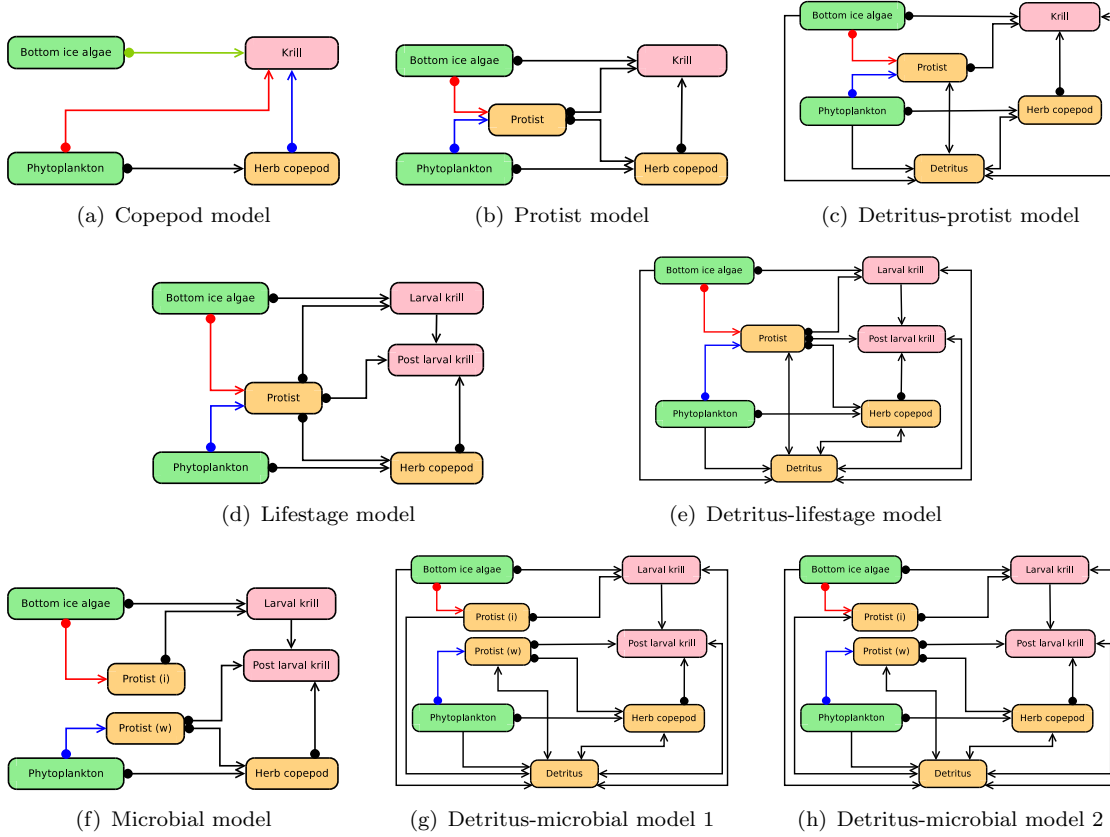 Bottom ice algae
Krill
Phytoplankton
Herb copepod
(a) Copepod model
Bottom ice algae
Krill
Protist
Phytoplankton
Herb copepod
(b) Protist model
Bottom ice algae
Krill
Protist
Phytoplankton
Herb copepod
Detritus
(c) Detritus-protist model
Bottom ice algae
Larval krill
Post larval krill
Protist
Phytoplankton
Herb copepod
(d) Lifestage model
Bottom ice algae
Larval krill
Protist
Post larval krill
Phytoplankton
Herb copepod
Detritus
(e) Detritus-lifestage model
Bottom ice algae
Larval krill
Post larval krill
Protist (i)
Protist (w)
Phytoplankton
Herb copepod
(f) Microbial model
Bottom ice algae
Larval krill
Protist (i)
Post larval krill
Protist (w)
Phytoplankton
Herb copepod
Detritus
(g) Detritus-microbial model 1
Bottom ice algae
Larval krill
Protist (i)
Post larval krill
Protist (w)
Phytoplankton
Herb copepod
Detritus
(h) Detritus-microbial model 2